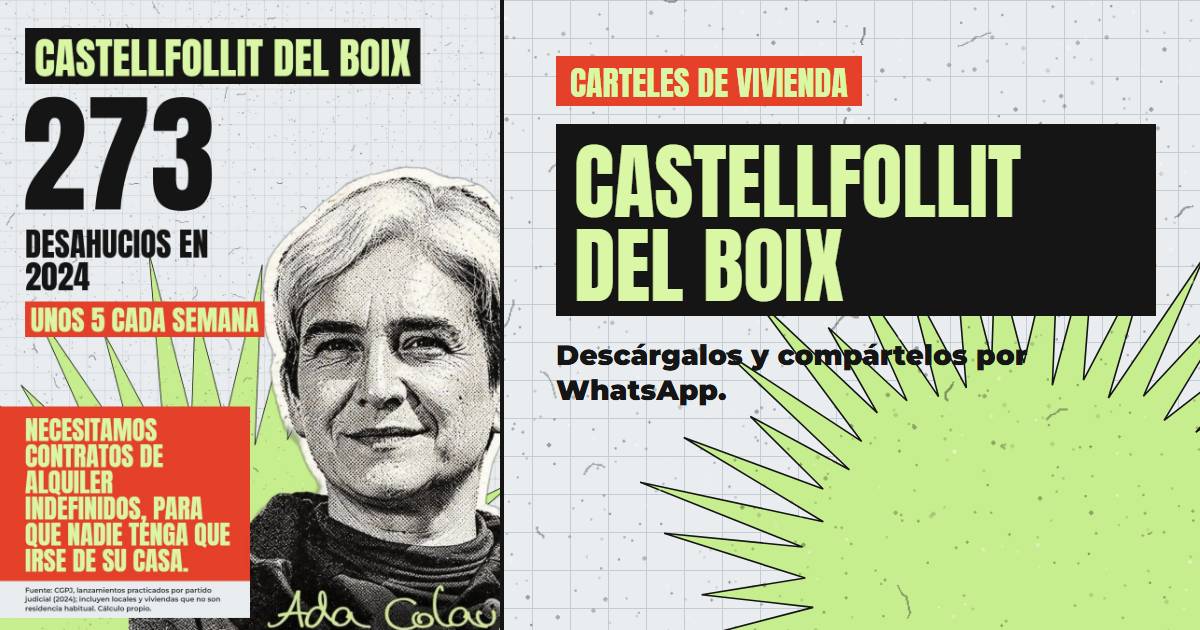 CASTELLFOLLIT DEL BOIX
273
DESAHUCIOS EN
2024
UNOS 5 CADA SEMANA
NECESITAMOS
CONTRATOS DE
ALQUILER
INDEFINIDOS, PARA
QUE NADIE TENGA QUE
IRSE DE SU CASA.
Fuente: CGPJ, lanzamientos practicados por partido
judicial (2024); incluyen locales y viviendas que no son
residencia habitual. Cálculo propio.
Ada Colau
CARTELES DE VIVIENDA
CASTELLFOLLIT
DEL BOIX
Descárgalos y compártelos por
WhatsApp.